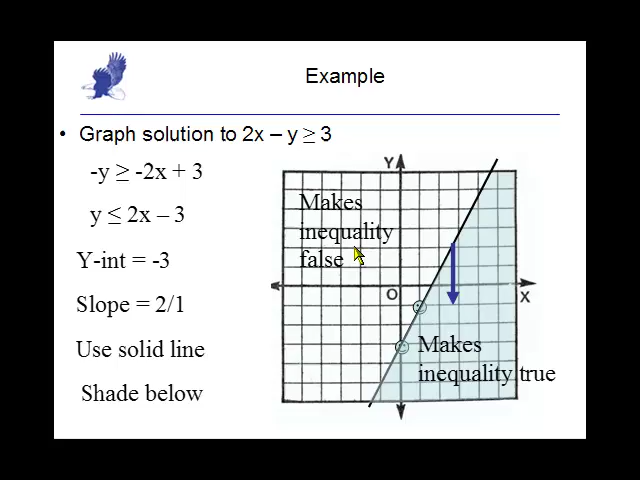 Example
• Graph solution to 2x – y ≥ 3
-y ≥ -2x + 3
y ≤ 2x – 3
Y-int = -3
Slope = 2/1
Use solid line
Shade below
Y
Makes
inequality
false
O
X
Makes
inequality true